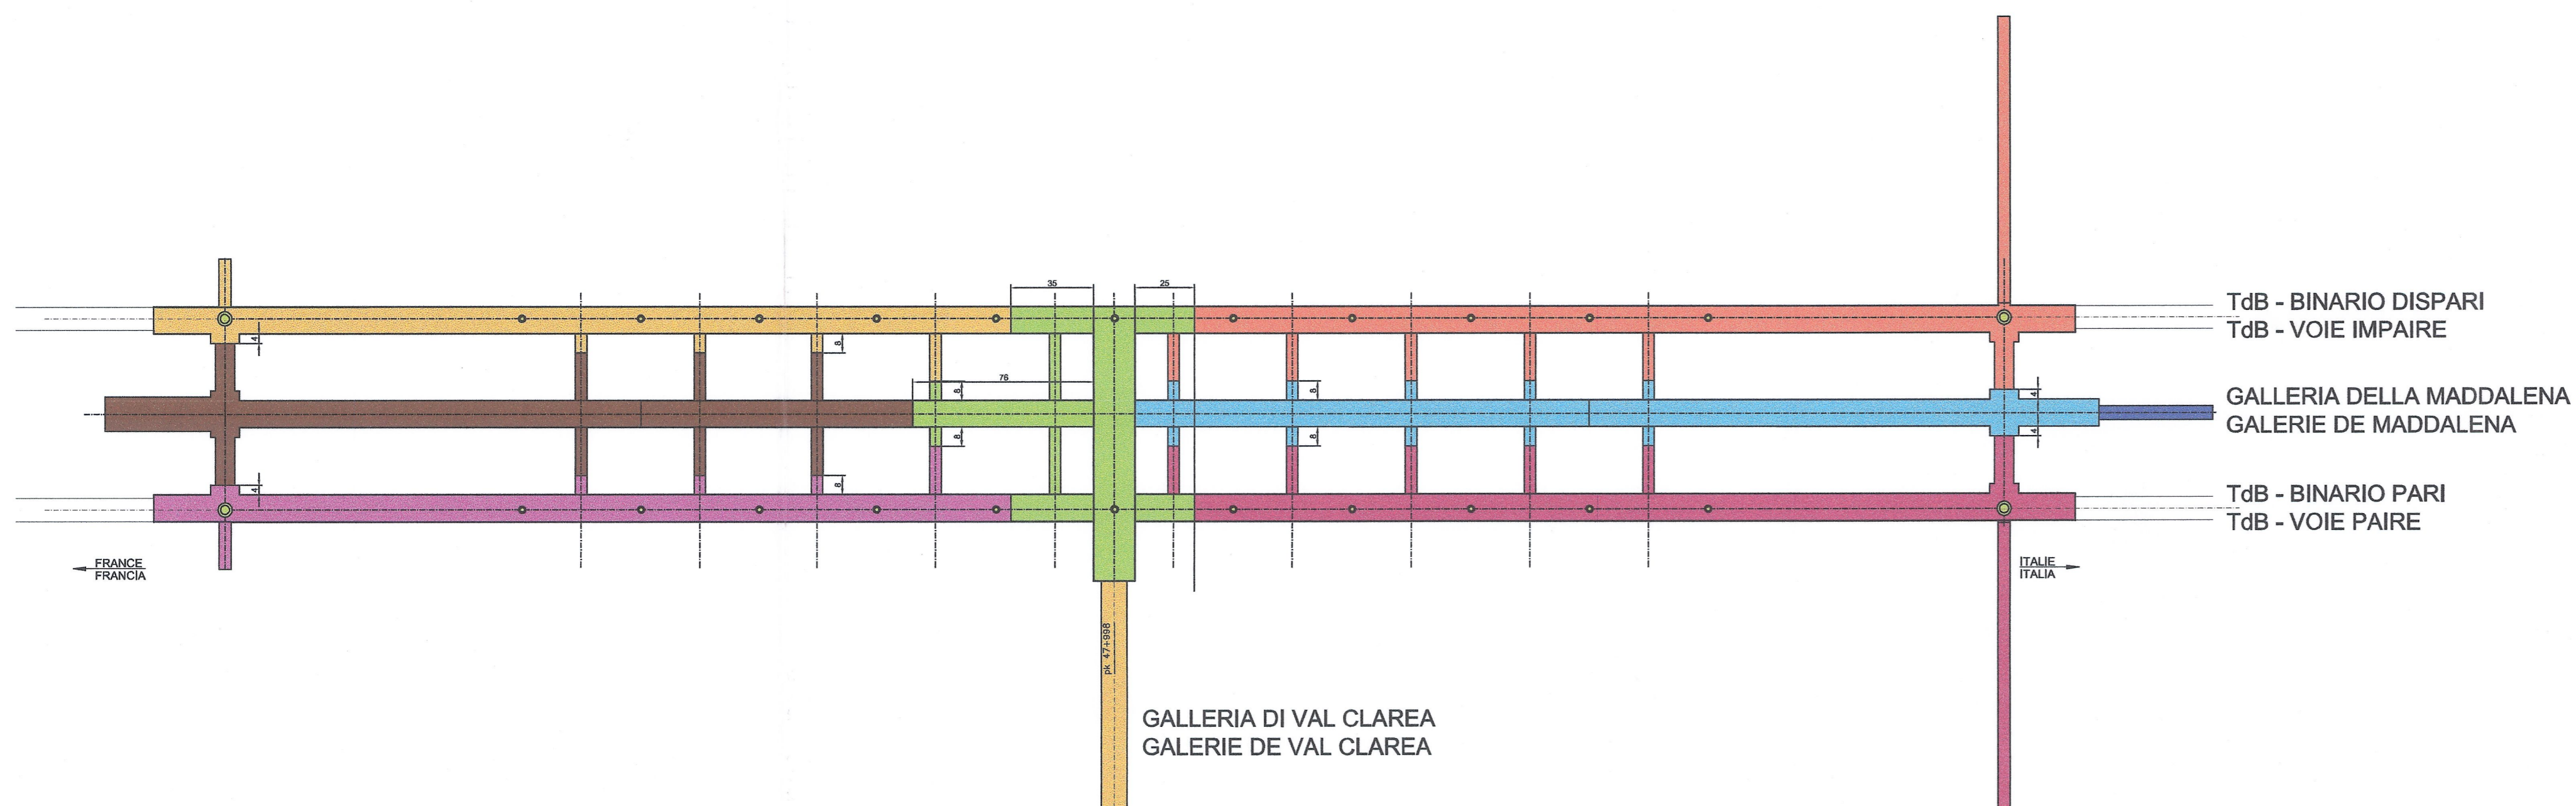 35
25
TdB - BINARIO DISPARI
TdB - VOIE IMPAIRE
4
8
76
8
8
4
GALLERIA DELLA MADDALENA
GALERIE DE MADDALENA
4
8
8
4
8
TdB - BINARIO PARI
TdB - VOIE PAIRE
FRANCE
FRANCIA
ITALIE
ITALIA
pk 47+998
GALLERIA DI VAL CLAREA
GALERIE DE VAL CLAREA